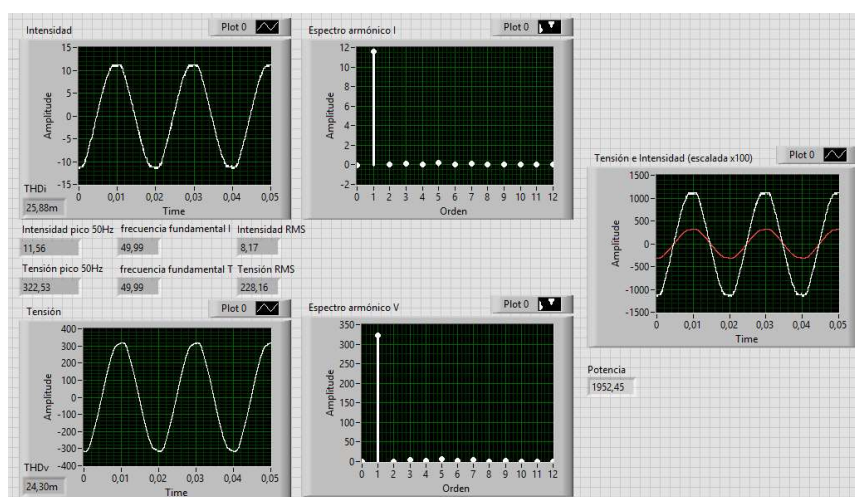 Intensidad
Plot 0
15
10
5
0
-5
-10
-15
Amplitude
0
0,01
0,02
0,03
0,04
0,05
Time
THDi
25,88m
Espectro armónico I
Plot 0
12
10
8
6
4
2
0
-2
Amplitude
0 1 2 3 4 5 6 7 8 9 10 11 12
Orden
Intensidad pico 50Hz
frecuencia fundamental I
Intensidad RMS
11,56
49,99
8,17
Tensión pico 50Hz
frecuencia fundamental T
Tensión RMS
322,53
49,99
228,16
Tensión
Plot 0
400
300
200
100
0
-100
-200
-300
-400
Amplitude
0
0,01
0,02
0,03
0,04
0,05
Time
THDv
24,30m
Espectro armónico V
Plot 0
350
300
250
200
150
100
50
0
Amplitude
0 1 2 3 4 5 6 7 8 9 10 11 12
Orden
Tensión e Intensidad (escalada x100)
Plot 0
1500
1000
500
0
-500
-1000
-1500
Amplitude
0
0,01
0,02
0,03
0,04
0,05
Time
Potencia
1952,45